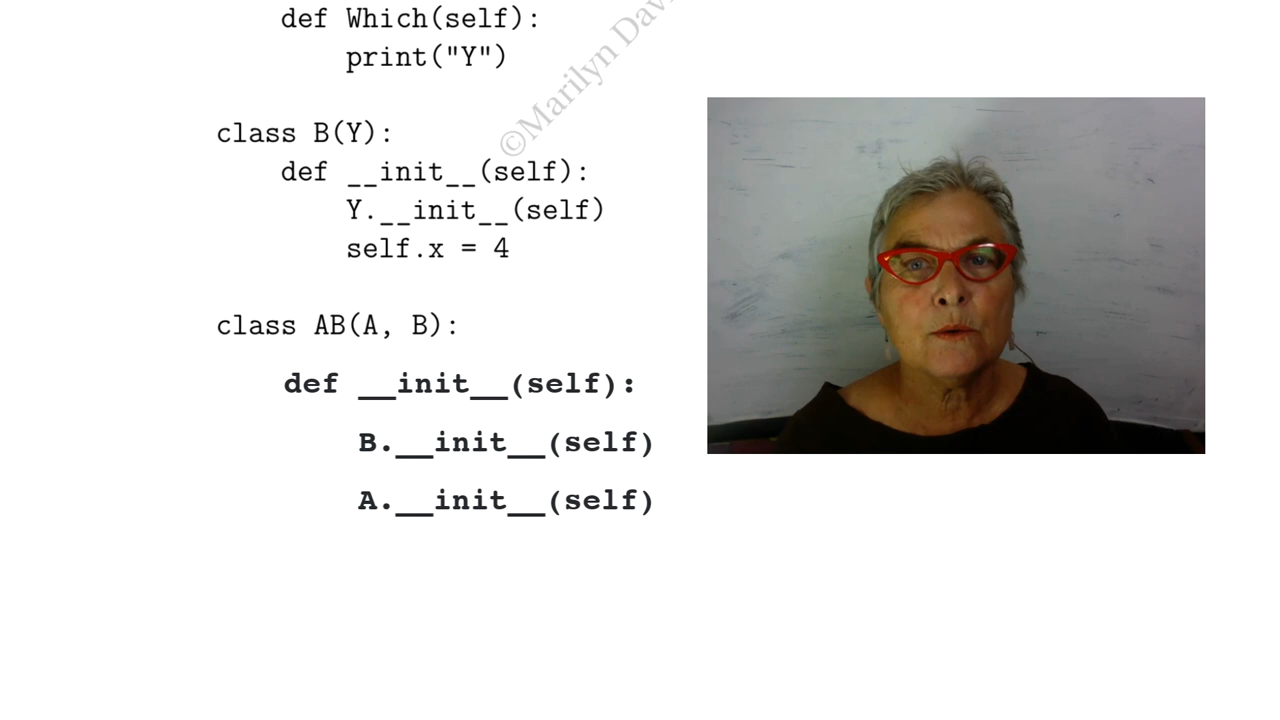 def Which(self):
print("Y")
©Marilyn
class B(Y):
def __init__(self):
Y.__init__(self)
self.x = 4
class AB(A, B):
def __init__(self):
B.__init__(self)
A.__init__(self)